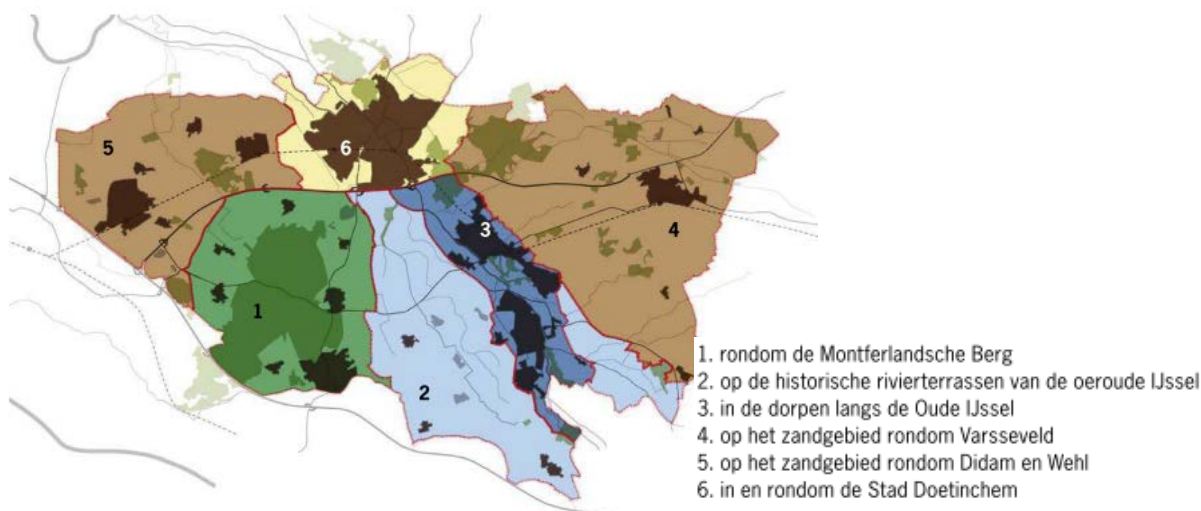 5
6
3
4
1
2
1. rondom de Montferlandsche Berg
2. op de historische rivierterrassen van de oeroude IJssel
3. in de dorpen langs de Oude IJssel
4. op het zandgebied rondom Varsseveld
5. op het zandgebied rondom Didam en Wehl
6. in en rondom de Stad Doetinchem